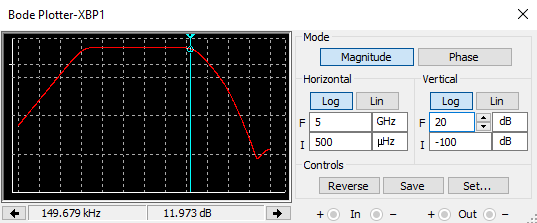 Bode Plotter-XBP1
Mode
Magnitude Phase
Horizontal Vertical
Log Lin Log Lin
F 5 GHz F 20 dB
I 500 µHz I -100 dB
Controls
Reverse Save Set...
149.679 kHz 11.973 dB
+ In − + Out −